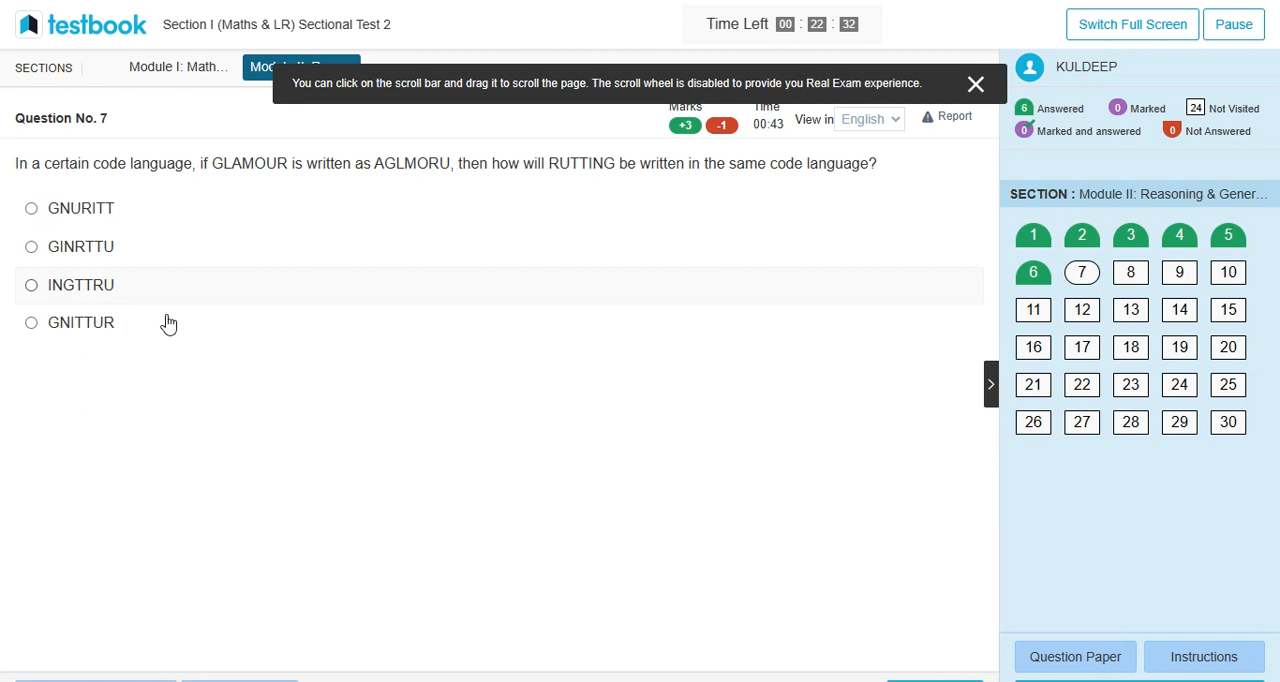 testbook Section I (Maths & LR) Sectional Test 2 Time Left 00 : 22 : 32 Switch Full Screen Pause
SECTIONS Module I: Math...
You can click on the scroll bar and drag it to scroll the page. The scroll wheel is disabled to provide you Real Exam experience.
KULDEEP
Question No. 7 Marks +3 -1 Time 00:43 View in English Report
6 Answered 0 Marked 24 Not Visited
0 Marked and answered 0 Not Answered
In a certain code language, if GLAMOUR is written as AGLMORU, then how will RUTTING be written in the same code language?
GNURITT
GINRTTU
INGTTRU
GNITTUR
SECTION : Module II: Reasoning & Gener...
1 2 3 4 5
6 7 8 9 10
11 12 13 14 15
16 17 18 19 20
21 22 23 24 25
26 27 28 29 30
Question Paper Instructions